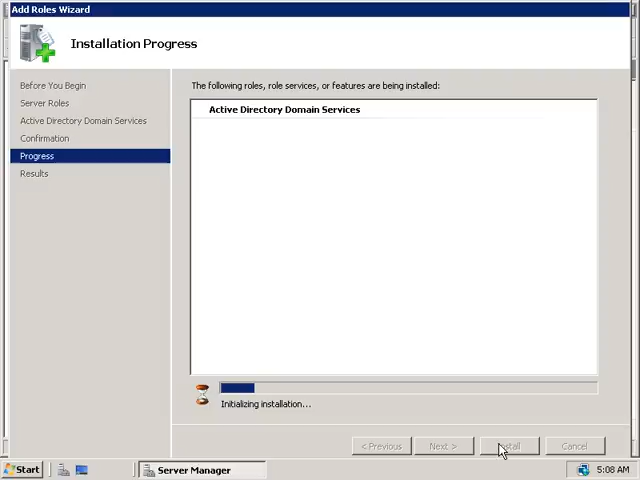 Add Roles Wizard
Installation Progress
Before You Begin
Server Roles
Active Directory Domain Services
Confirmation
Progress
Results
The following roles, role services, or features are being installed:
Active Directory Domain Services
Initializing installation...
< Previous
Next >
Install
Cancel
Start
Server Manager
5:08 AM